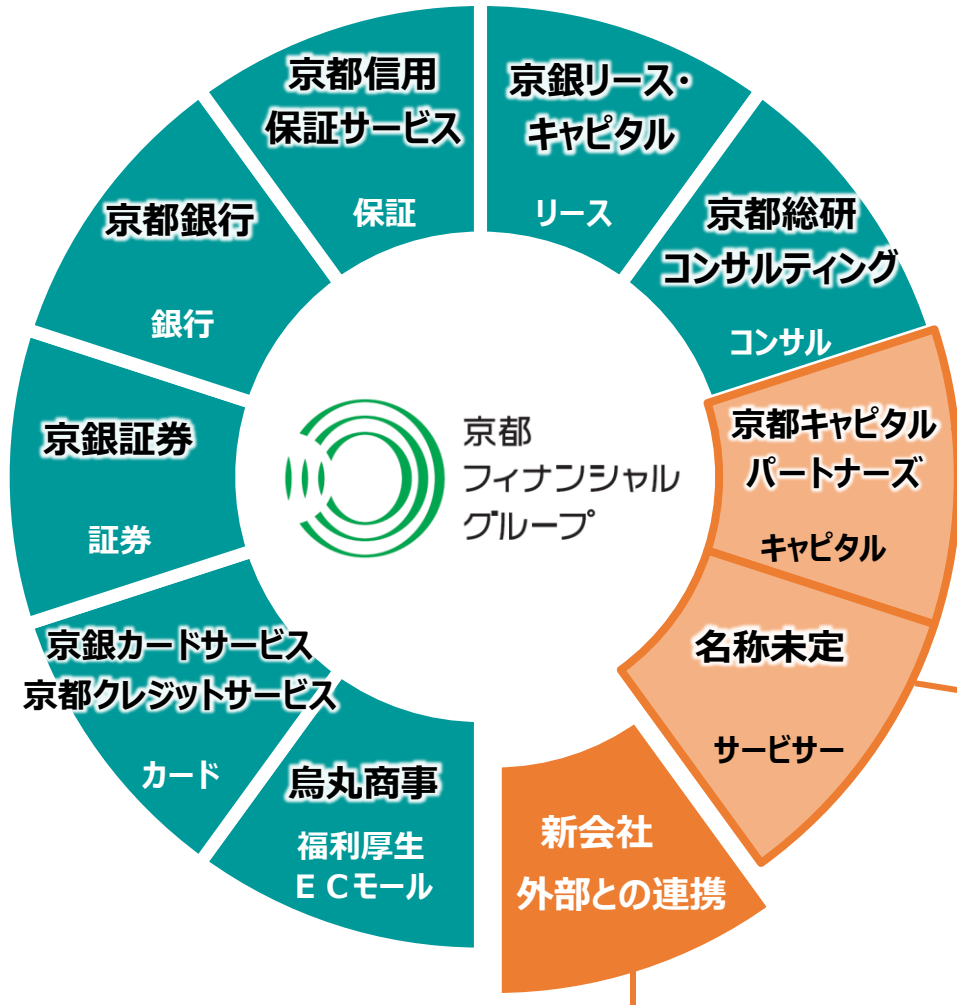 京都信用
保証サービス
保証
京銀リース・
キャピタル
リース
京都総研
コンサルティング
コンサル
京都キャピタル
パートナーズ
キャピタル
名称未定
サービサー
新会社
外部との連携
烏丸商事
福利厚生
ＥＣモール
京銀カードサービス
京都クレジットサービス
カード
京銀証券
証券
京都銀行
銀行
京都
フィナンシャル
グループ